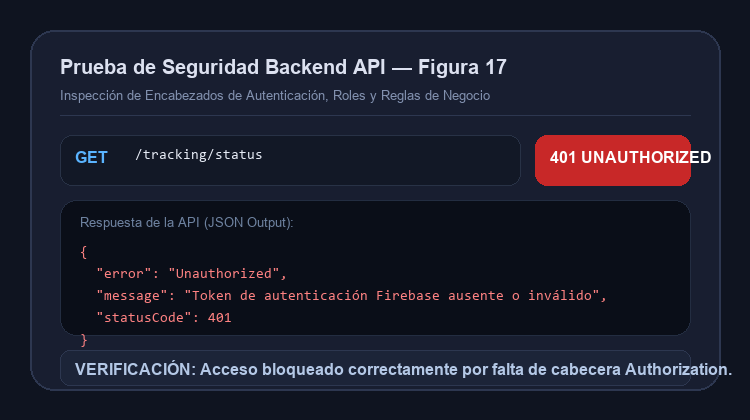 Prueba de Seguridad Backend API — Figura 17
Inspección de Encabezados de Autenticación, Roles y Reglas de Negocio
GET /tracking/status 401 UNAUTHORIZED
Respuesta de la API (JSON Output):
{
"error": "Unauthorized",
"message": "Token de autenticación Firebase ausente o inválido",
"statusCode": 401
}
VERIFICACIÓN: Acceso bloqueado correctamente por falta de cabecera Authorization.